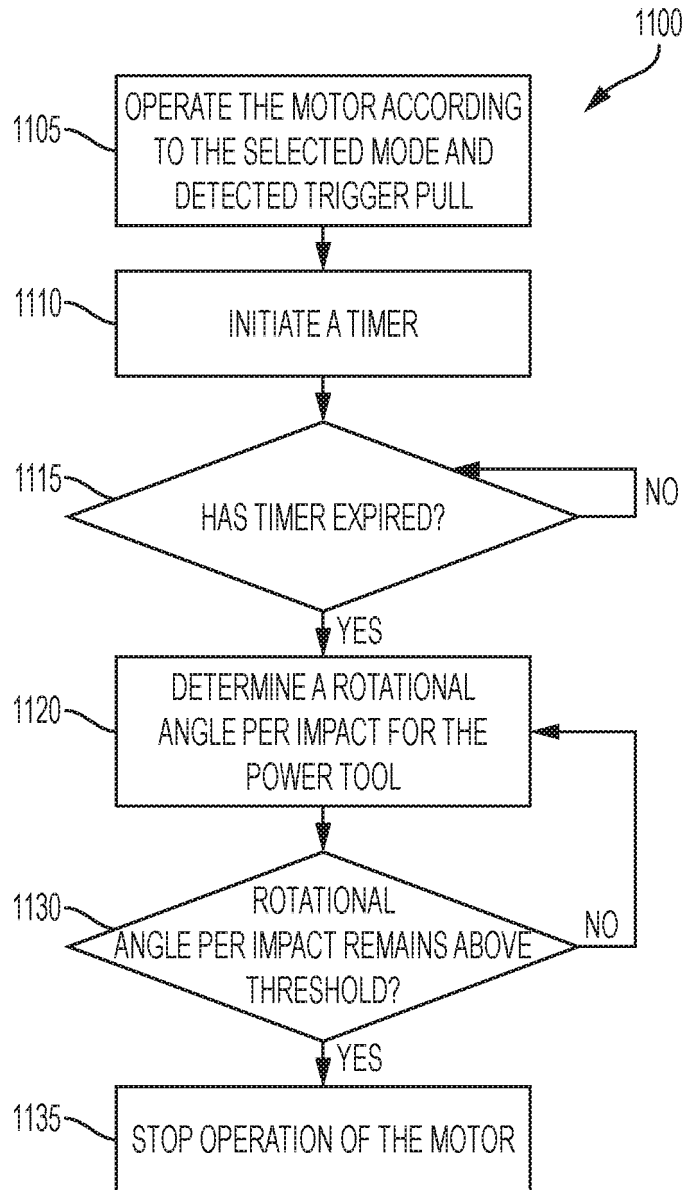 1100
1105
OPERATE THE MOTOR ACCORDING
TO THE SELECTED MODE AND
DETECTED TRIGGER PULL
1110
INITIATE A TIMER
1115
HAS TIMER EXPIRED?
NO
YES
1120
DETERMINE A ROTATIONAL
ANGLE PER IMPACT FOR THE
POWER TOOL
1130
ROTATIONAL
ANGLE PER IMPACT REMAINS ABOVE
THRESHOLD?
NO
YES
1135
STOP OPERATION OF THE MOTOR